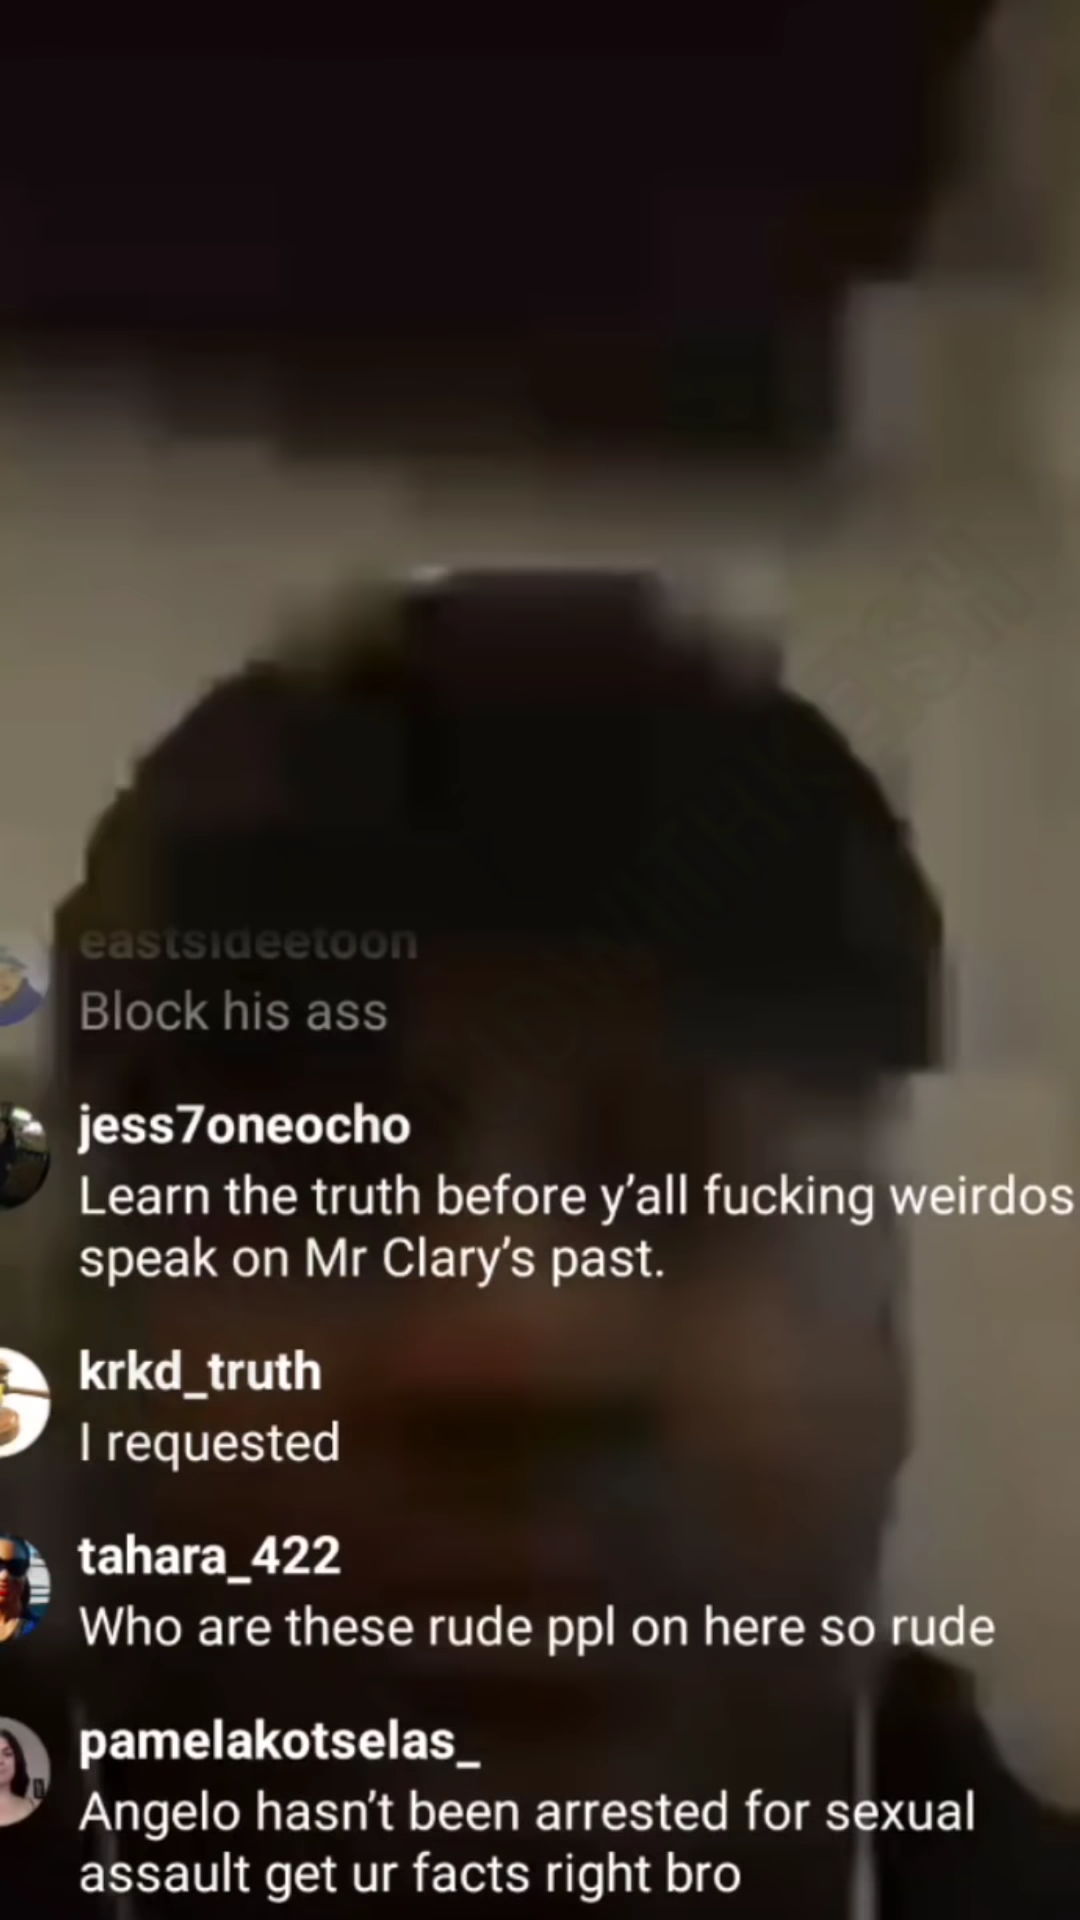 eastsideetoon
Block his ass
jess7oneocho
Learn the truth before y’all fucking weirdos
speak on Mr Clary’s past.
krkd_truth
I requested
tahara_422
Who are these rude ppl on here so rude
pamelakotselas_
Angelo hasn’t been arrested for sexual
assault get ur facts right bro